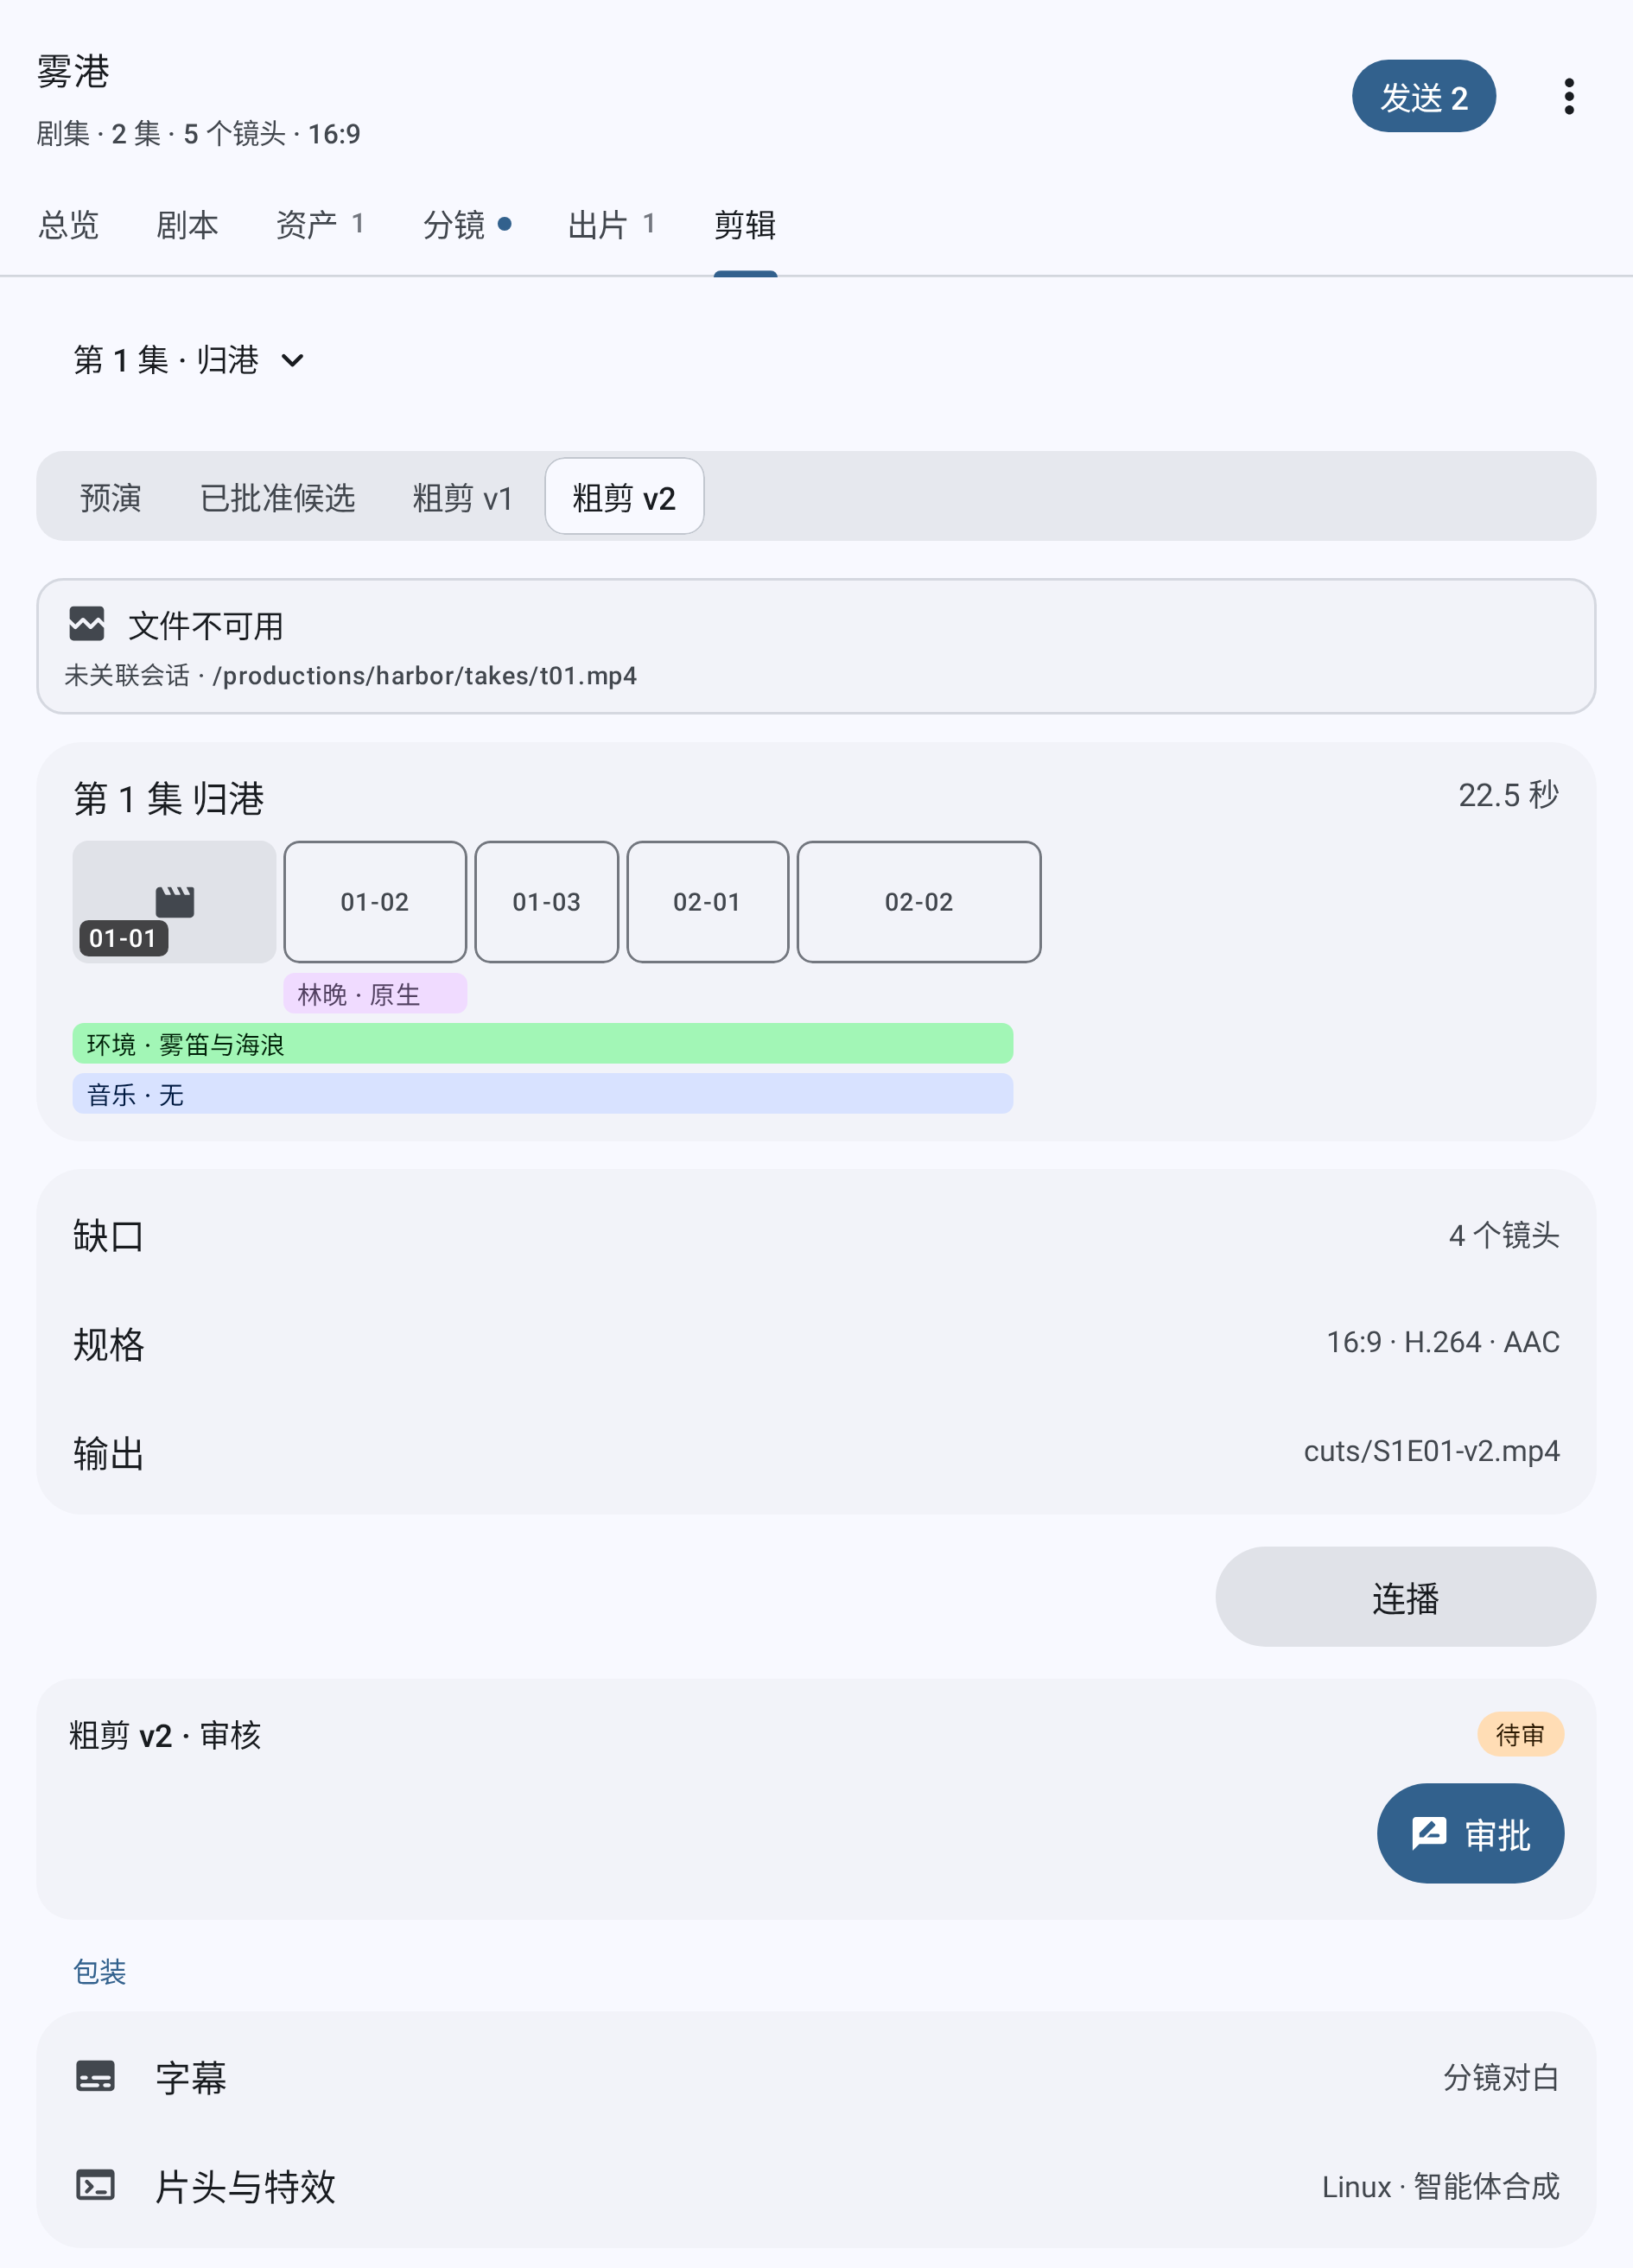 雾港
发送 2
剧集 · 2 集 · 5 个镜头 · 16:9
总览 剧本 资产 1 分镜 出片 1 剪辑
第 1 集 · 归港
预演 已批准候选 粗剪 v1 粗剪 v2
文件不可用
未关联会话 · /productions/harbor/takes/t01.mp4
第 1 集 归港 22.5 秒
01-01 01-02 01-03 02-01 02-02
林晚 · 原生
环境 · 雾笛与海浪
音乐 · 无
缺口 4 个镜头
规格 16:9 · H.264 · AAC
输出 cuts/S1E01-v2.mp4
连播
粗剪 v2 · 审核 待审
审批
包装
字幕 分镜对白
片头与特效 Linux · 智能体合成